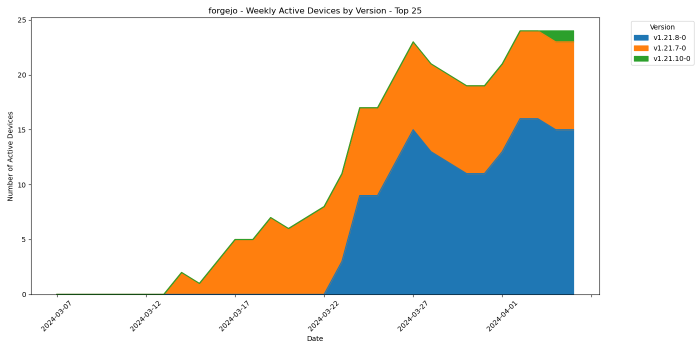 forgejo - Weekly Active Devices by Version - Top 25
Version
v1.21.8-0
v1.21.7-0
v1.21.10-0
Number of Active Devices
25
20
15
10
5
0
2024-03-07
2024-03-12
2024-03-17
2024-03-22
2024-03-27
2024-04-01
Date